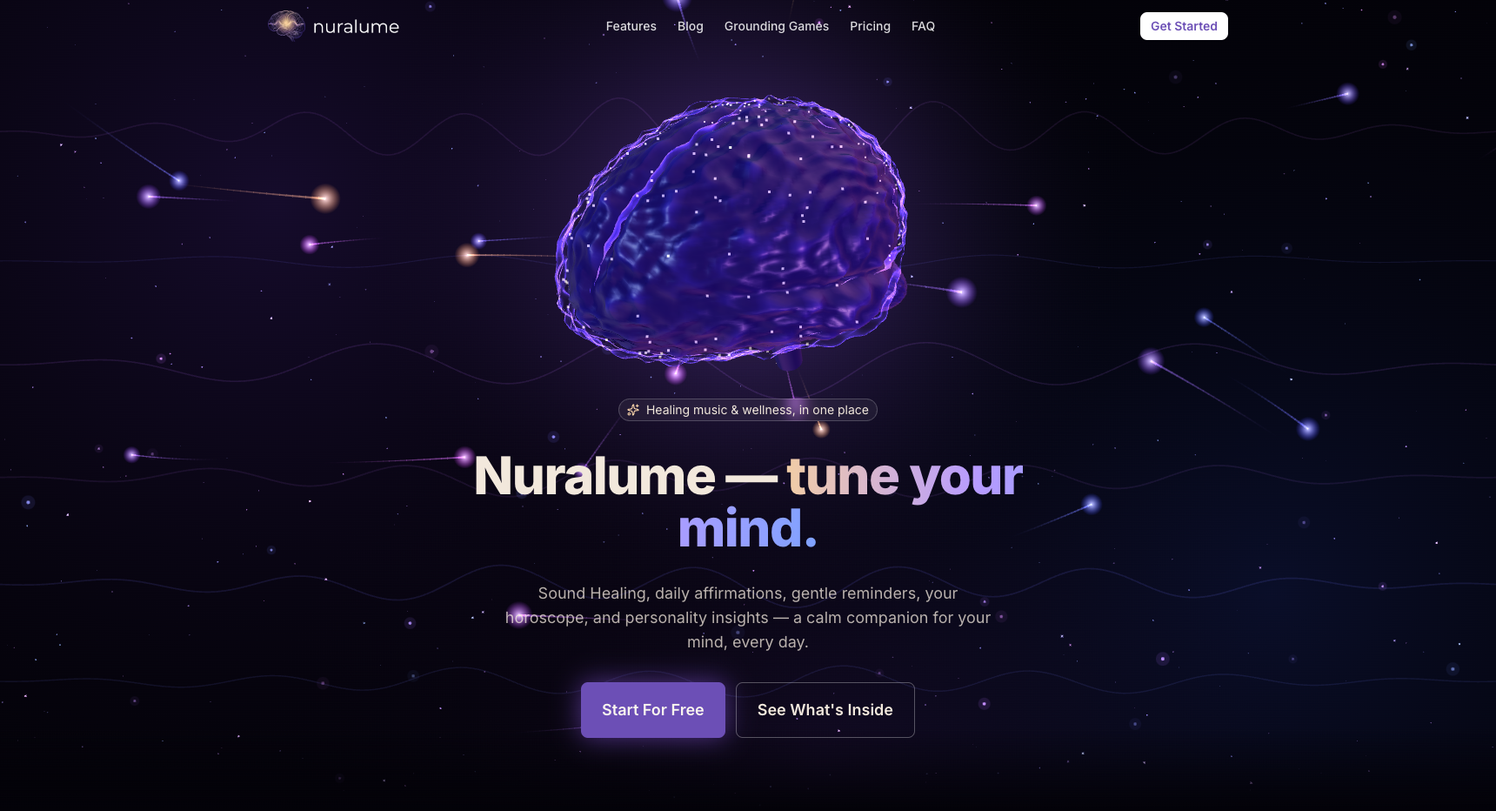 nuralume
Features
Blog
Grounding Games
Pricing
FAQ
Get Started
Healing music & wellness, in one place
Nuralume — tune your
mind.
Sound Healing, daily affirmations, gentle reminders, your
horoscope, and personality insights — a calm companion for your
mind, every day.
Start For Free
See What's Inside